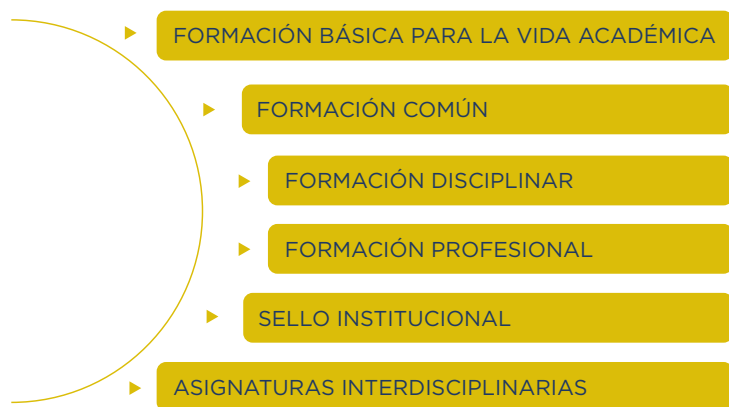 FORMACIÓN BÁSICA PARA LA VIDA ACADÉMICA
FORMACIÓN COMÚN
FORMACIÓN DISCIPLINAR
FORMACIÓN PROFESIONAL
SELLO INSTITUCIONAL
ASIGNATURAS INTERDISCIPLINARIAS